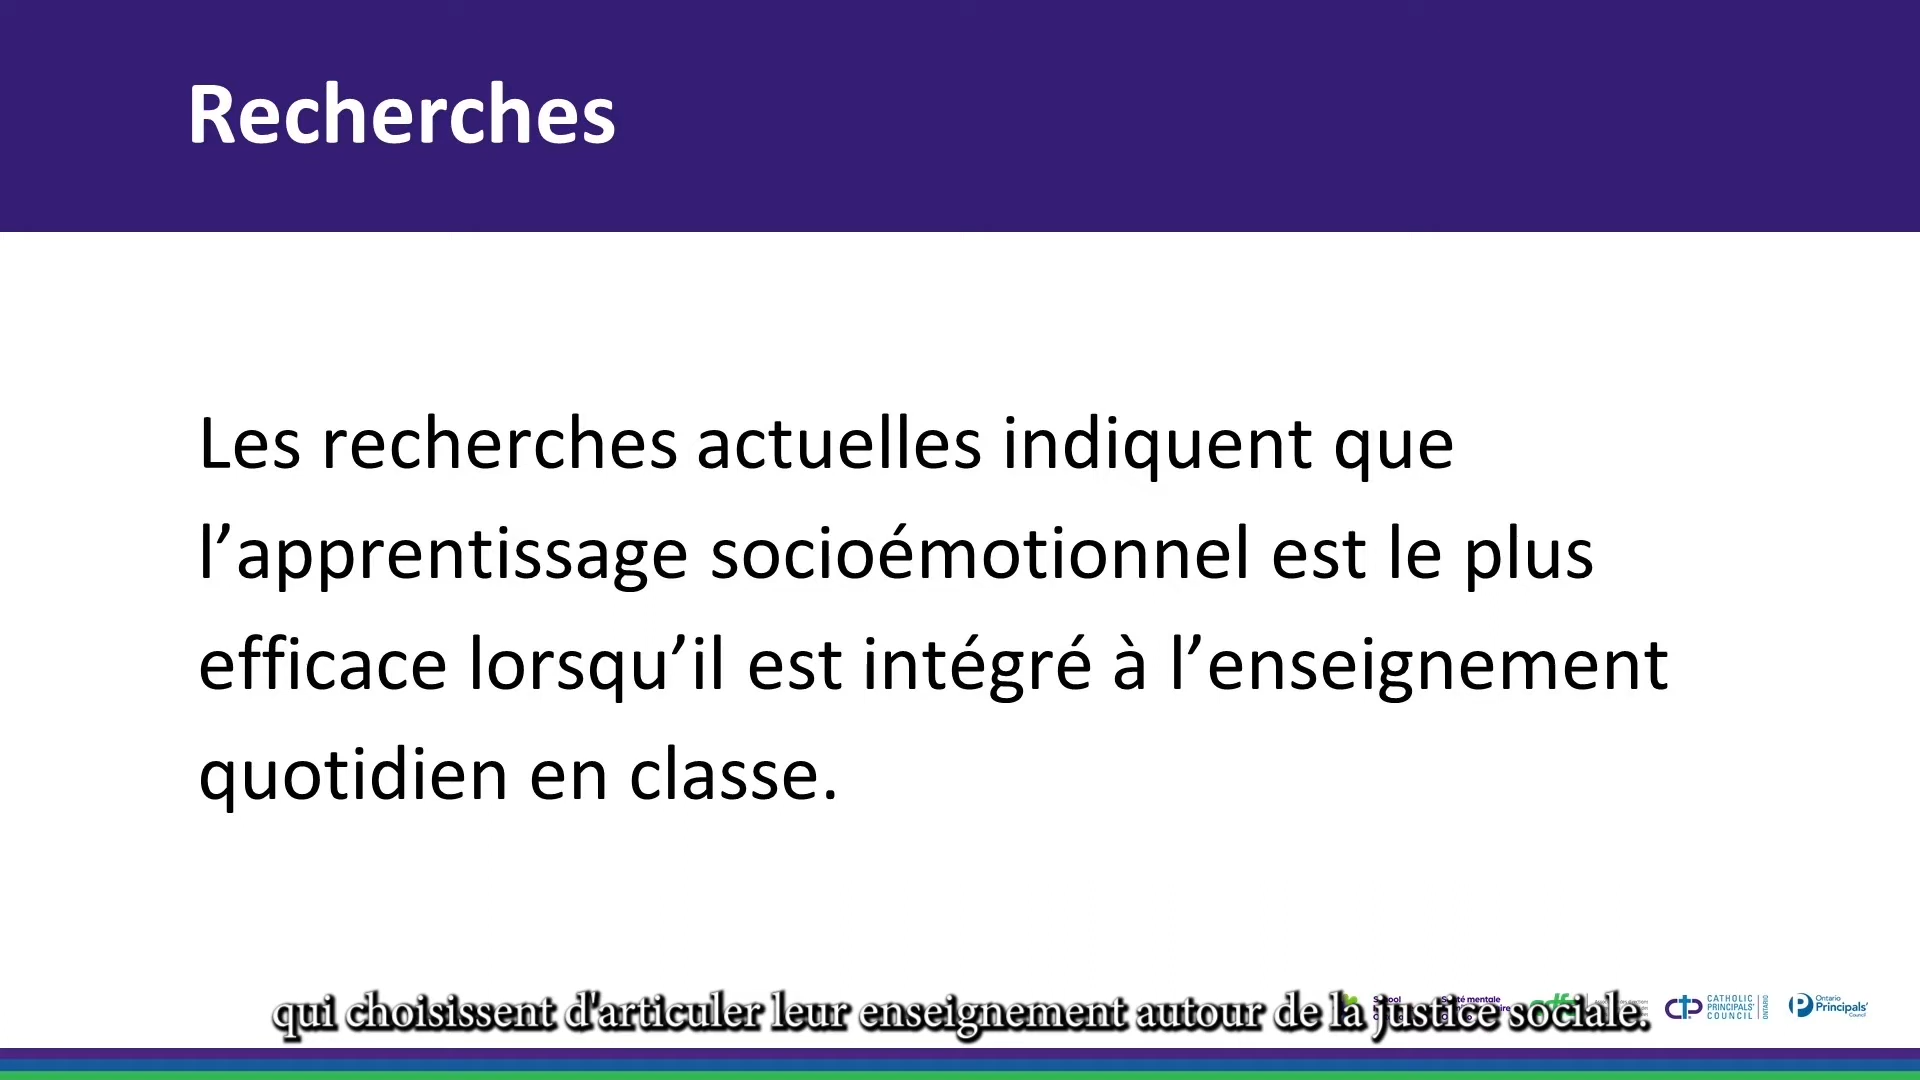 Recherches
Les recherches actuelles indiquent que
l’apprentissage socioémotionnel est le plus
efficace lorsqu’il est intégré à l’enseignement
quotidien en classe.
qui choisissent d'articuler leur enseignement autour de la justice sociale.
CATHOLIC
PRINCIPALS'
COUNCIL
ONTARIO
Ontario
Principals'
Council